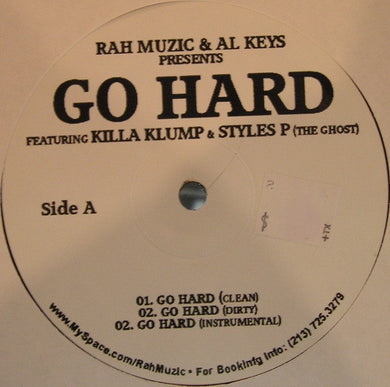 RAH MUZIC & AL KEYS
PRESENTS
GO HARD
FEATURING KILLA KLUMP & STYLES P (THE GHOST)
Side A
01. GO HARD (CLEAN)
02. GO HARD (DIRTY)
02. GO HARD (INSTRUMENTAL)
www.MySpace.com/RahMuzic • For Booking Info: (213) 725.3279